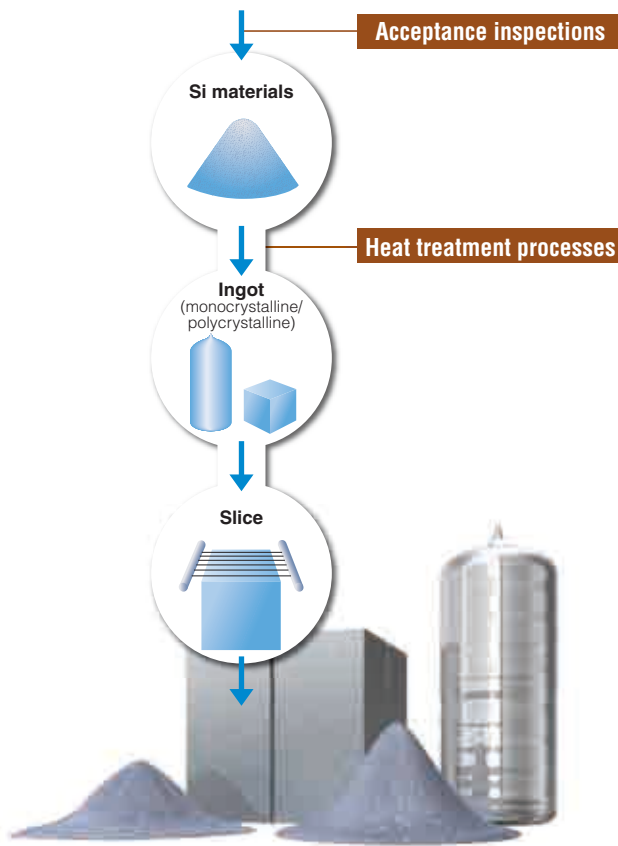 Acceptance inspections
Si materials
Heat treatment processes
Ingot
(monocrystalline/
polycrystalline)
Slice